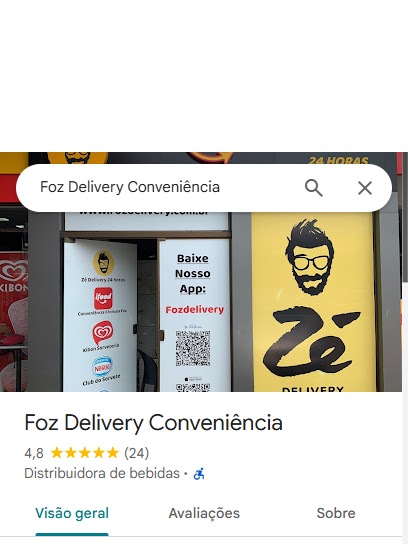 24 HORAS
Foz Delivery Conveniência
www.fozdelivery.com.br
Baixe
Nosso
App:
Fozdelivery
Zé Delivery 24 horas
ifood
Kibon Sorveteria
Nestlé
Club do Sorvete
KIBON
Zé
DELIVERY
Foz Delivery Conveniência
4,8 (24)
Distribuidora de bebidas ·
Visão geral
Avaliações
Sobre